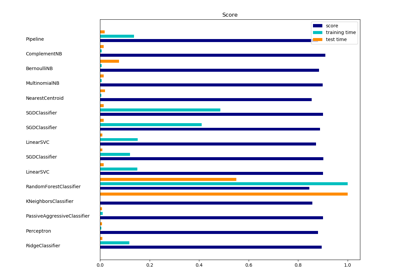 Score
score
training time
test time
Pipeline
ComplementNB
BernoulliNB
MultinomialNB
NearestCentroid
SGDClassifier
SGDClassifier
LinearSVC
SGDClassifier
LinearSVC
RandomForestClassifier
KNeighborsClassifier
PassiveAggressiveClassifier
Perceptron
RidgeClassifier
0.0 0.2 0.4 0.6 0.8 1.0